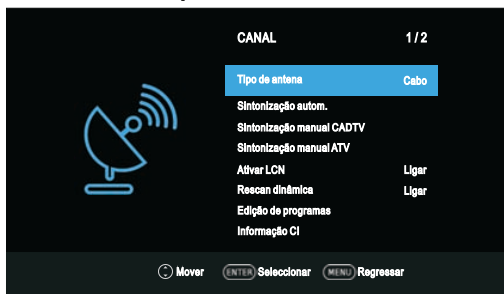 CANAL 1/2
Tipo de antena Cabo
Sintonização autom.
Sintonização manual CADTV
Sintonização manual ATV
Ativar LCN Ligar
Rescan dinâmica Ligar
Edição de programas
Informação CI
Mover ENTER Seleccionar MENU Regressar